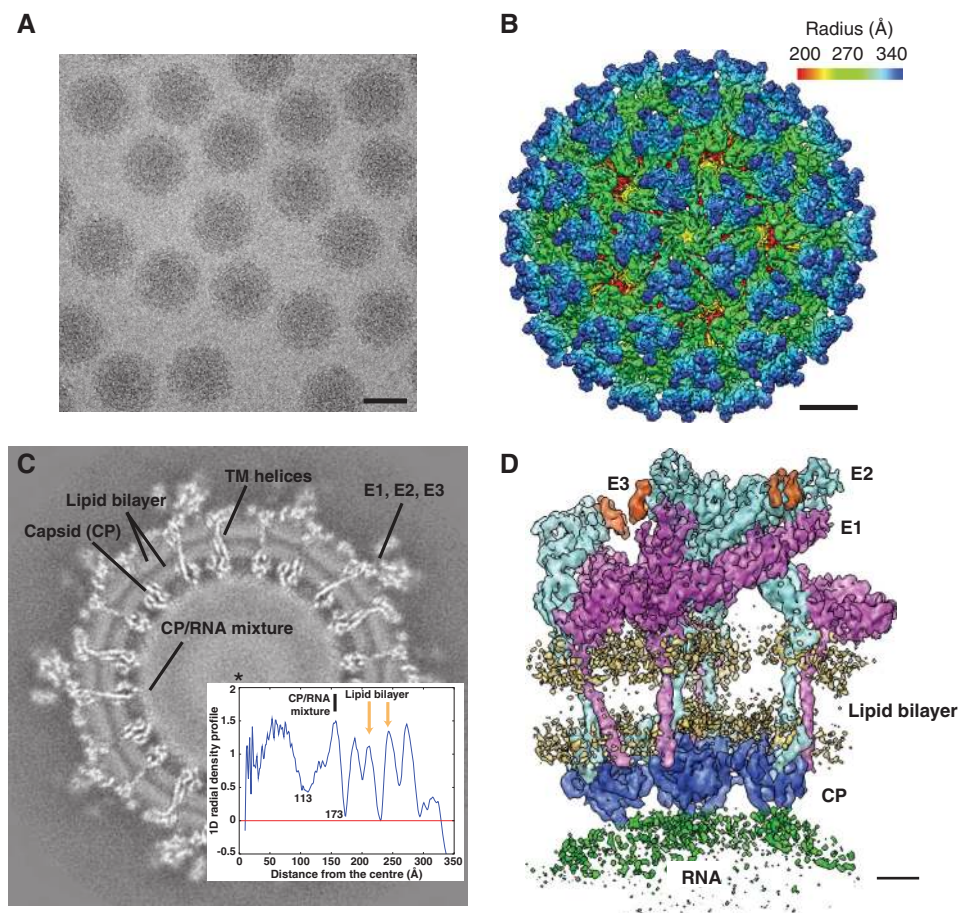 A
B
Radius (Å)
200 270 340
C
TM helices
Lipid bilayer
E1, E2, E3
Capsid (CP)
CP/RNA mixture
*
CP/RNA
mixture
Lipid bilayer
1D radial density profile
2
1.5
1
0.5
0
-0.5
113
173
0 50 100 150 200 250 300 350
Distance from the centre (Å)
D
E3
E2
E1
Lipid bilayer
CP
RNA